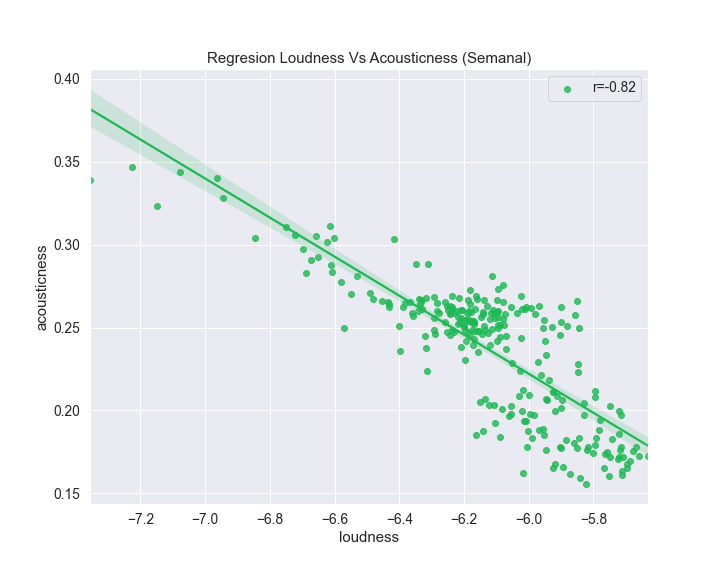 Regresion Loudness Vs Acousticness (Semanal)
r=-0.82
0.40
0.35
0.30
0.25
0.20
0.15
acousticness
−7.2 −7.0 −6.8 −6.6 −6.4 −6.2 −6.0 −5.8
loudness